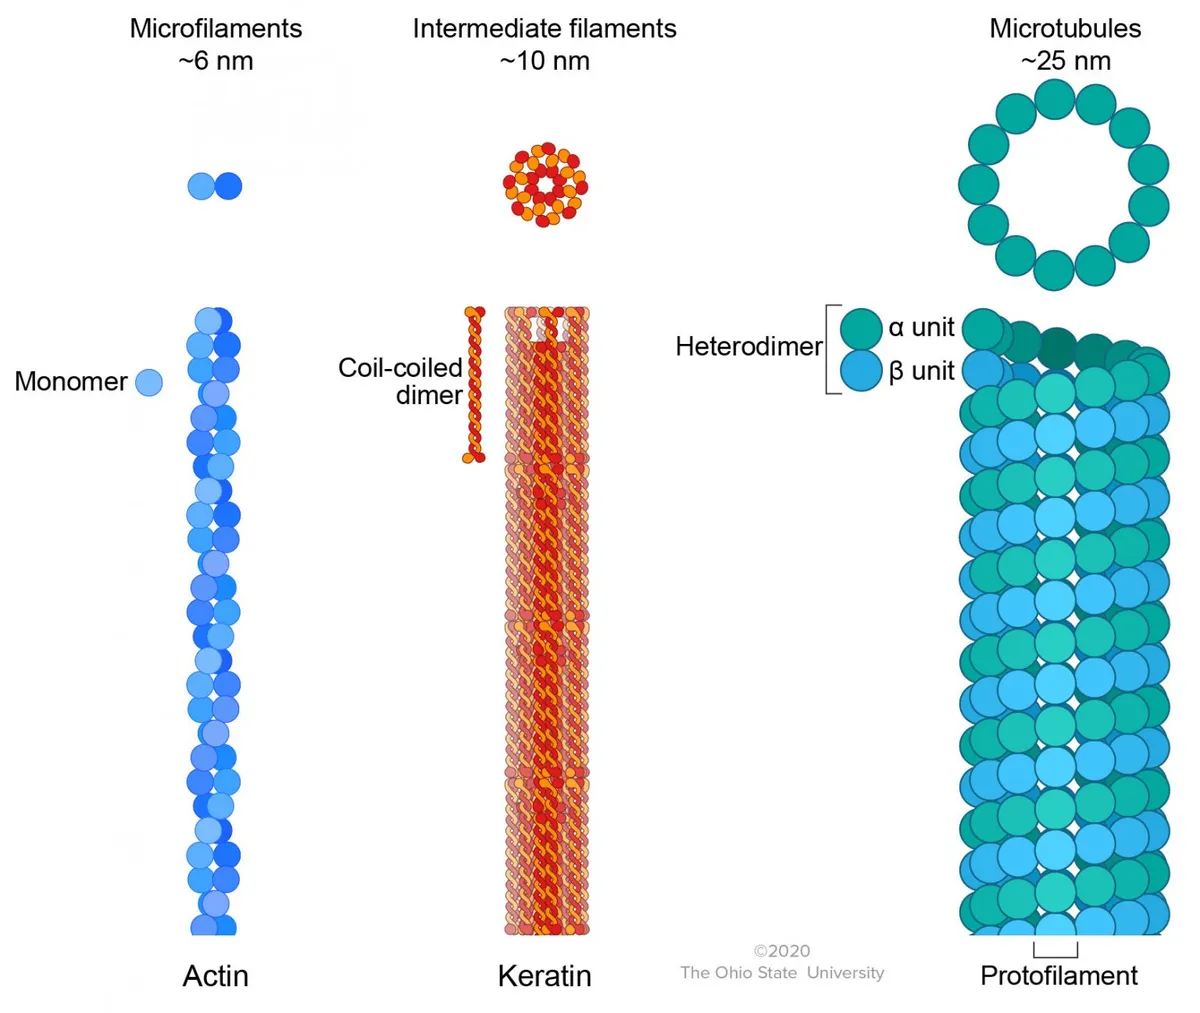 Microfilaments
~6 nm
Intermediate filaments
~10 nm
Microtubules
~25 nm
Monomer
Coil-coiled
dimer
Heterodimer
α unit
β unit
Actin
Keratin
Protofilament
©2020
The Ohio State University